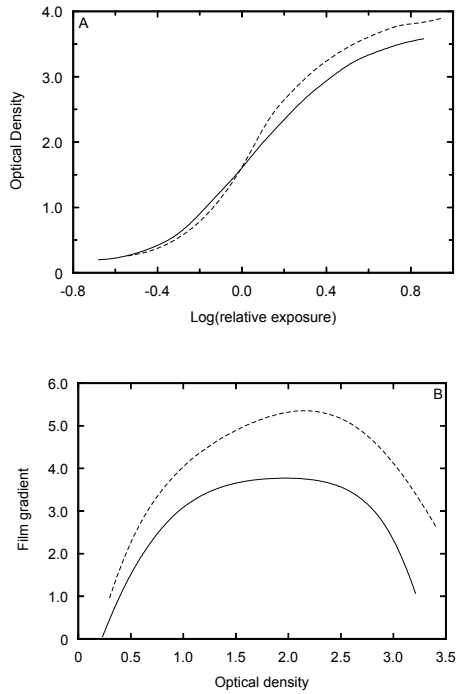 A
4.0
3.0
2.0
1.0
0
-0.8 -0.4 0.0 0.4 0.8
Optical Density
Log(relative exposure)
B
6.0
5.0
4.0
3.0
2.0
1.0
0
0 0.5 1.0 1.5 2.0 2.5 3.0 3.5
Film gradient
Optical density